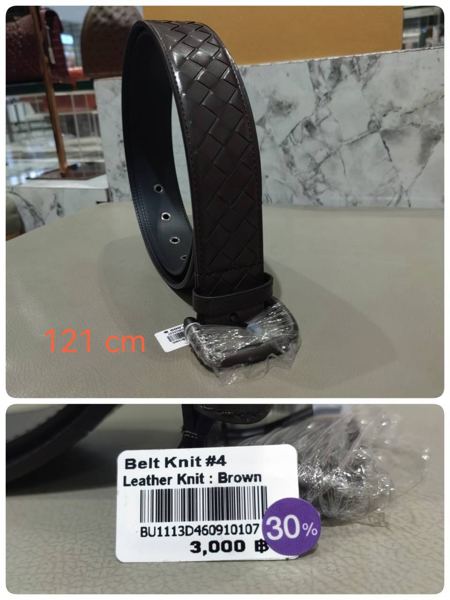 121 cm
Belt Knit #4
Leather Knit : Brown
BU1113D460910107
30%
3,000 ฿